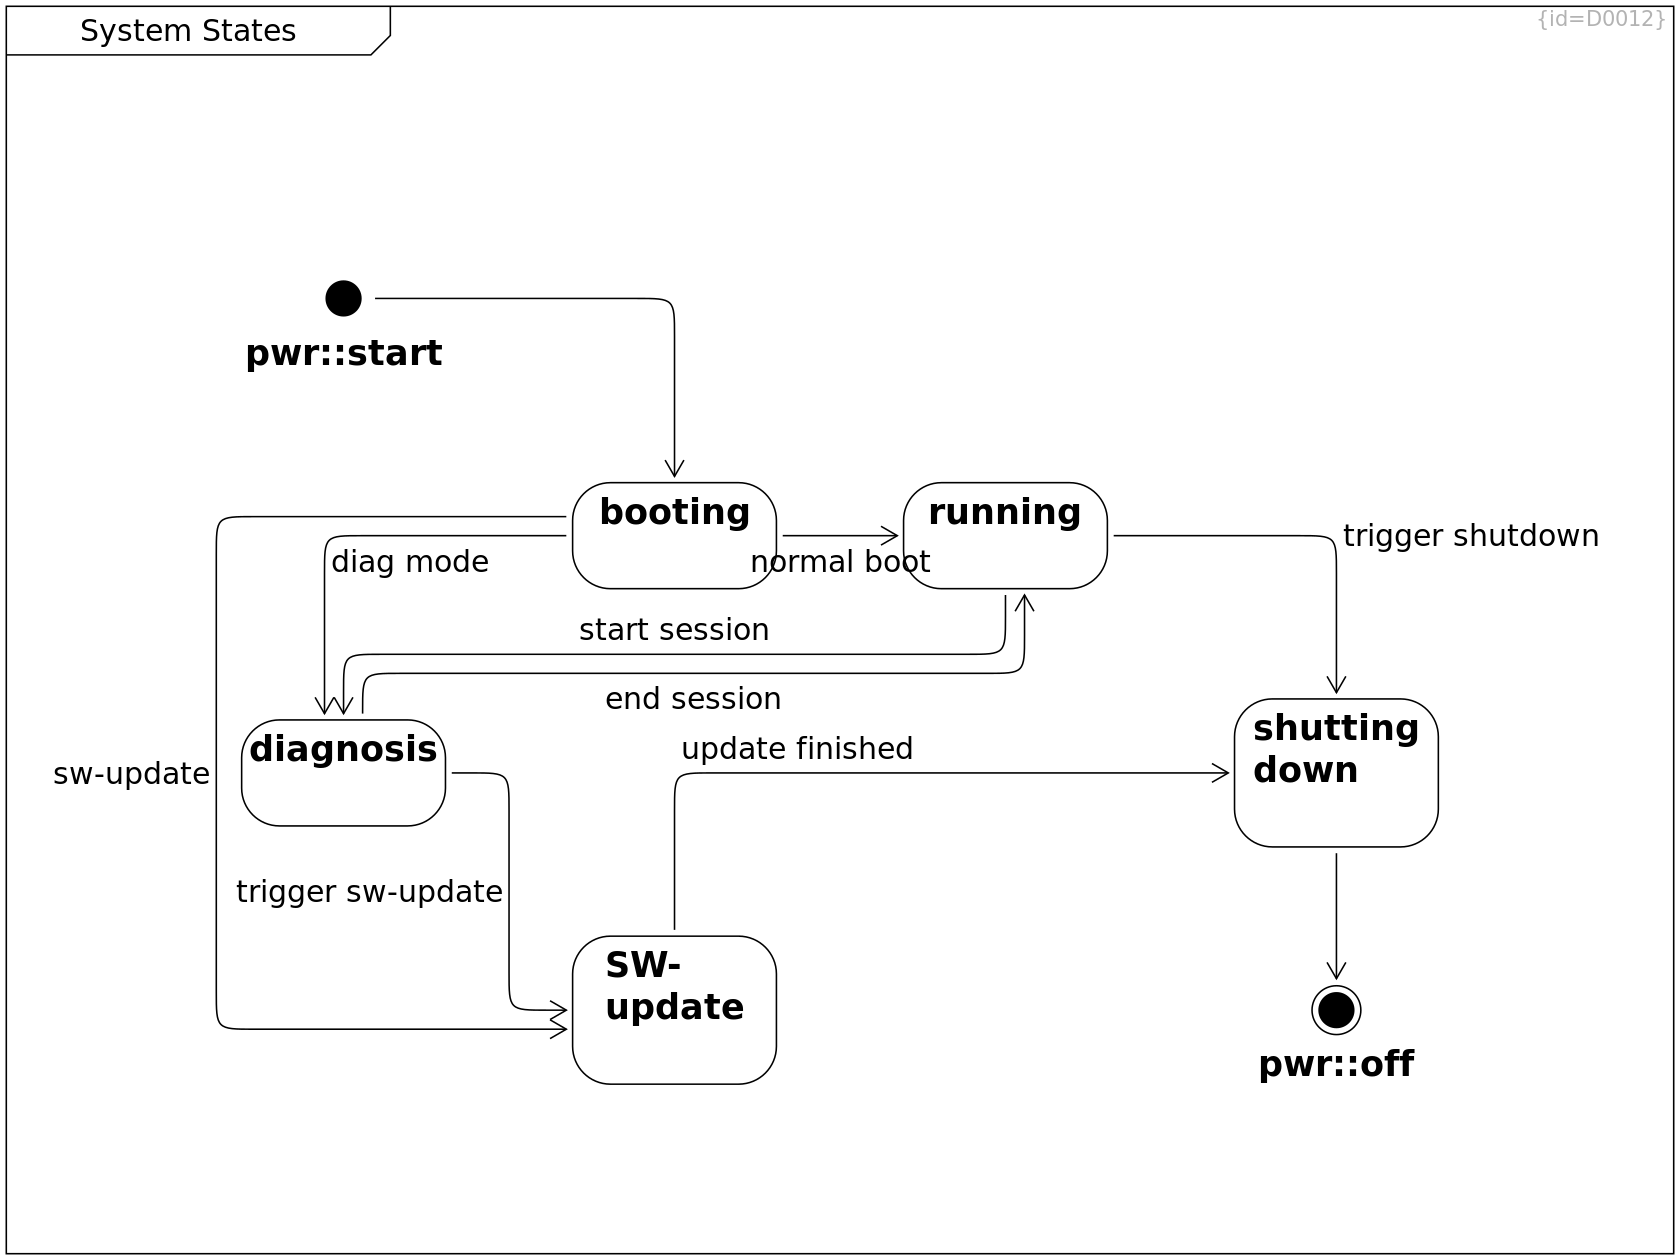 System States
{id=D0012}
pwr::start
booting
running
trigger shutdown
diag mode
normal boot
start session
end session
shutting
down
diagnosis
update finished
sw-update
trigger sw-update
SW-
update
pwr::off